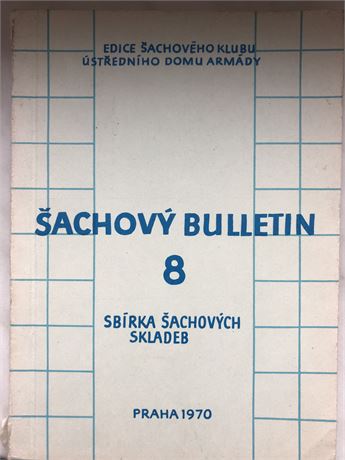 EDICE ŠACHOVÉHO KLUBU
ÚSTŘEDNÍHO DOMU ARMÁDY
ŠACHOVÝ BULLETIN
8
SBÍRKA ŠACHOVÝCH
SKLADEB
PRAHA 1970